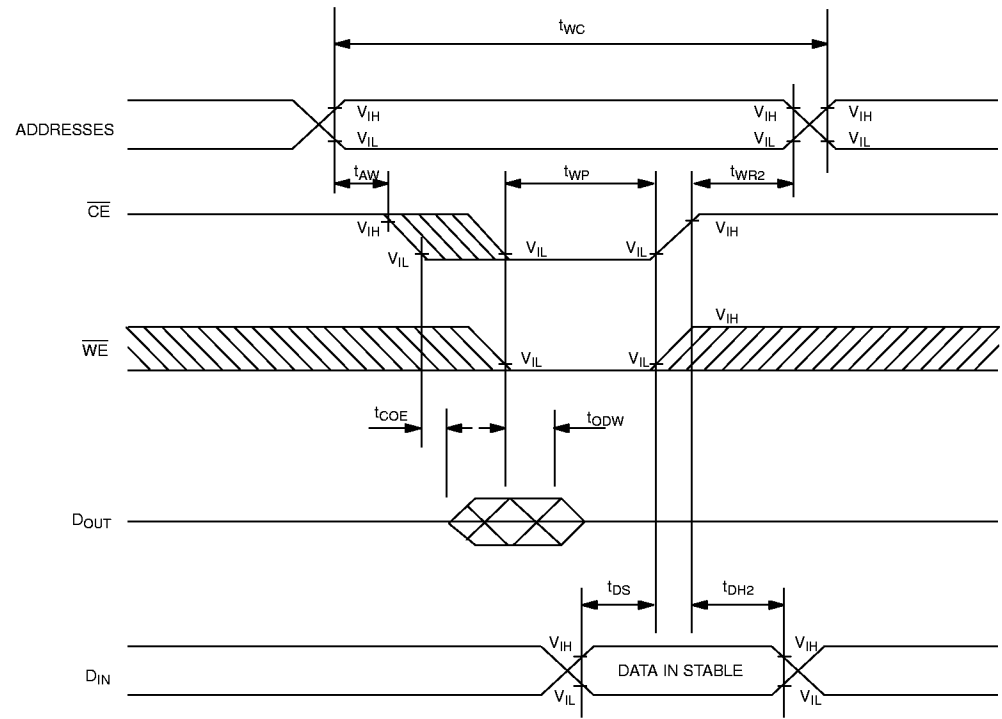 tWC
ADDRESSES
VIH VIH VIH
VIL VIL VIL
tAW tWP tWR2
CE
VIH VIH
VIL VIL VIL
VIH
WE
VIL VIL
tCOE tODW
DOUT
tDS tDH2
VIH VIH
DIN DATA IN STABLE
VIL VIL